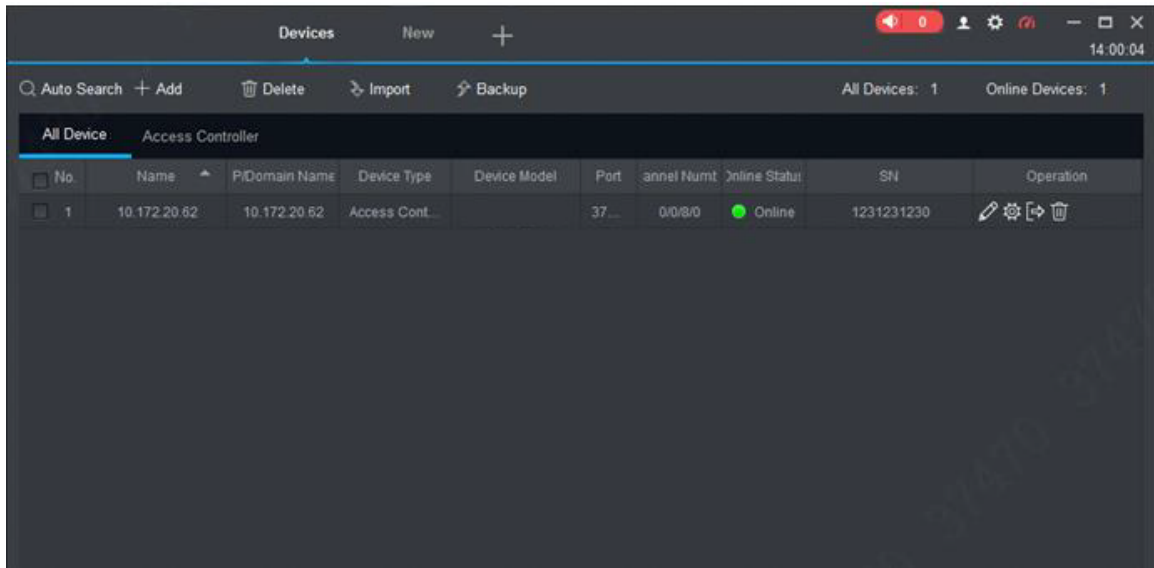 Devices New
0
14:00:04
Auto Search Add Delete Import Backup All Devices: 1 Online Devices: 1
All Device Access Controller
No. Name P/Domain Name Device Type Device Model Port annel Numt Online Status SN Operation
1 10.172.20.62 10.172.20.62 Access Cont... 37... 0/0/8/0 Online 1231231230